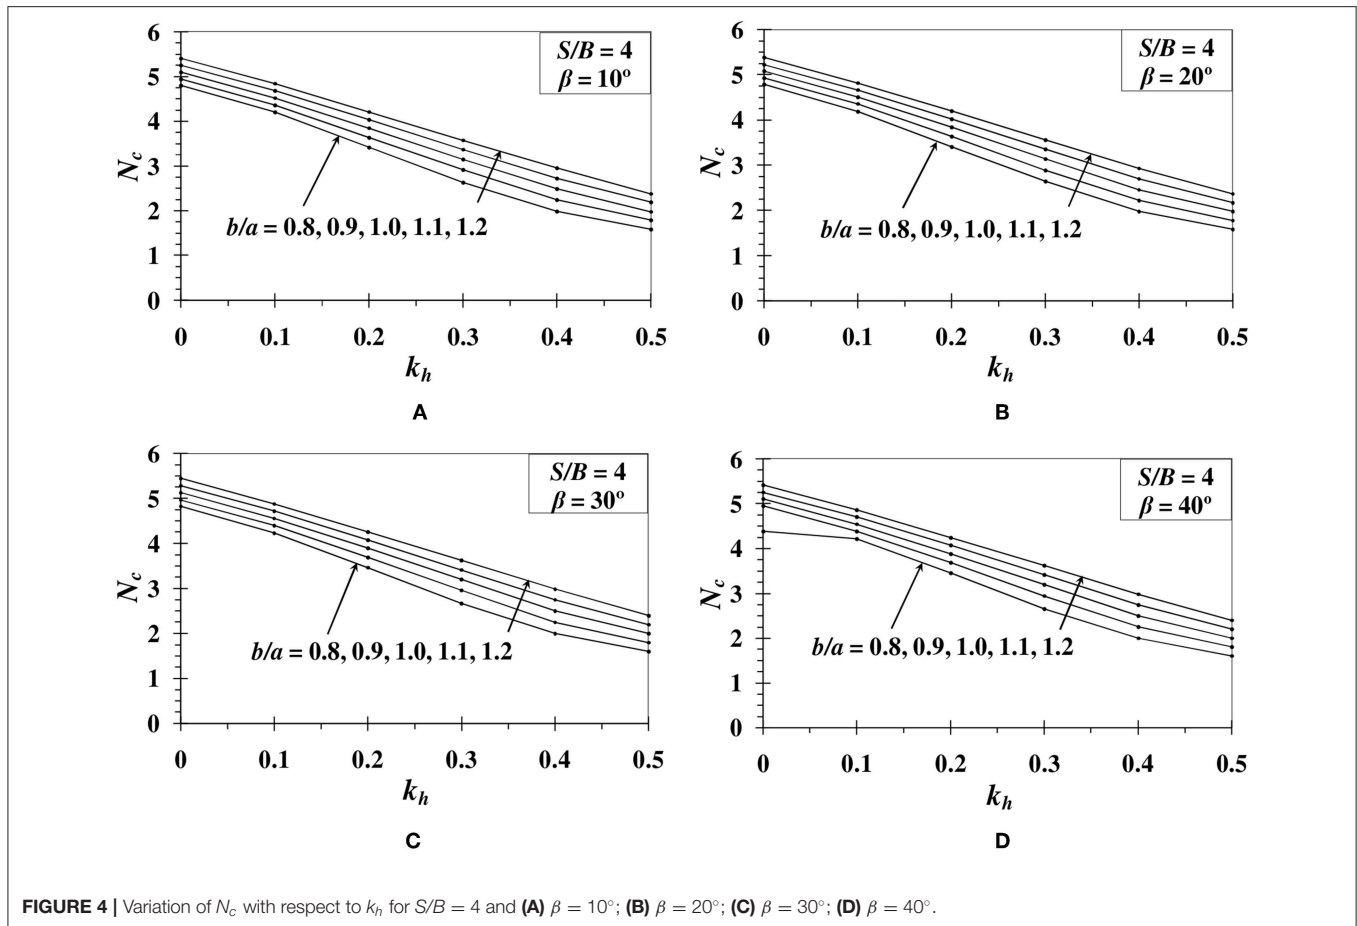 6
5
4
3
2
1
0
N_c
S/B = 4
β = 10º
b/a = 0.8, 0.9, 1.0, 1.1, 1.2
0 0.1 0.2 0.3 0.4 0.5
k_h
A
6
5
4
3
2
1
0
N_c
S/B = 4
β = 20º
b/a = 0.8, 0.9, 1.0, 1.1, 1.2
0 0.1 0.2 0.3 0.4 0.5
k_h
B
6
5
4
3
2
1
0
N_c
S/B = 4
β = 30º
b/a = 0.8, 0.9, 1.0, 1.1, 1.2
0 0.1 0.2 0.3 0.4 0.5
k_h
C
6
5
4
3
2
1
0
N_c
S/B = 4
β = 40º
b/a = 0.8, 0.9, 1.0, 1.1, 1.2
0 0.1 0.2 0.3 0.4 0.5
k_h
D
FIGURE 4 | Variation of N_c with respect to k_h for S/B = 4 and (A) β = 10°; (B) β = 20°; (C) β = 30°; (D) β = 40°.